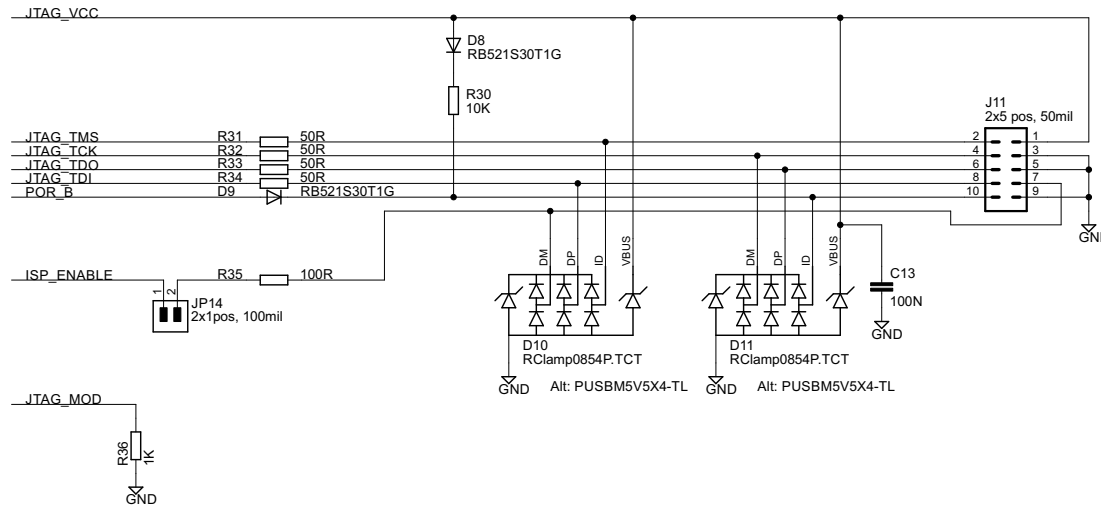 JTAG_VCC
D8
RB521S30T1G
R30
10K
J11
2x5 pos, 50mil
JTAG_TMS R31 50R 2 1
JTAG_TCK R32 50R 4 3
JTAG_TDO R33 50R 6 5
JTAG_TDI R34 50R 8 7
POR_B D9 RB521S30T1G 10 9
GND
DM DP ID VBUS DM DP ID VBUS
ISP_ENABLE 1 2 R35 100R
C13
100N
GND
JP14
2x1pos, 100mil
D10 D11
RClamp0854P.TCT RClamp0854P.TCT
GND Alt: PUSBM5V5X4-TL GND Alt: PUSBM5V5X4-TL
JTAG_MOD
R36 1K
GND